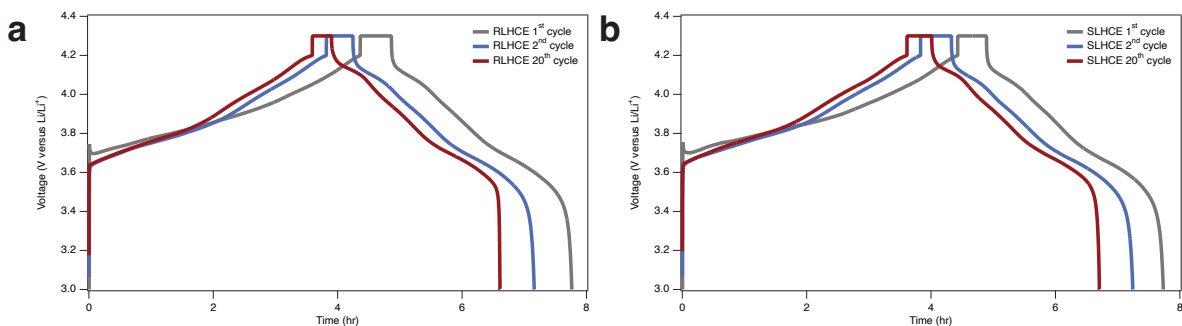 a
4.4
4.2
4.0
3.8
3.6
3.4
3.2
3.0
Voltage (V versus Li/Li⁺)
0
2
4
6
8
Time (hr)
RLHCE 1ˢᵗ cycle
RLHCE 2ⁿᵈ cycle
RLHCE 20ᵗʰ cycle
b
4.4
4.2
4.0
3.8
3.6
3.4
3.2
3.0
Voltage (V versus Li/Li⁺)
0
2
4
6
8
Time (hr)
SLHCE 1ˢᵗ cycle
SLHCE 2ⁿᵈ cycle
SLHCE 20ᵗʰ cycle